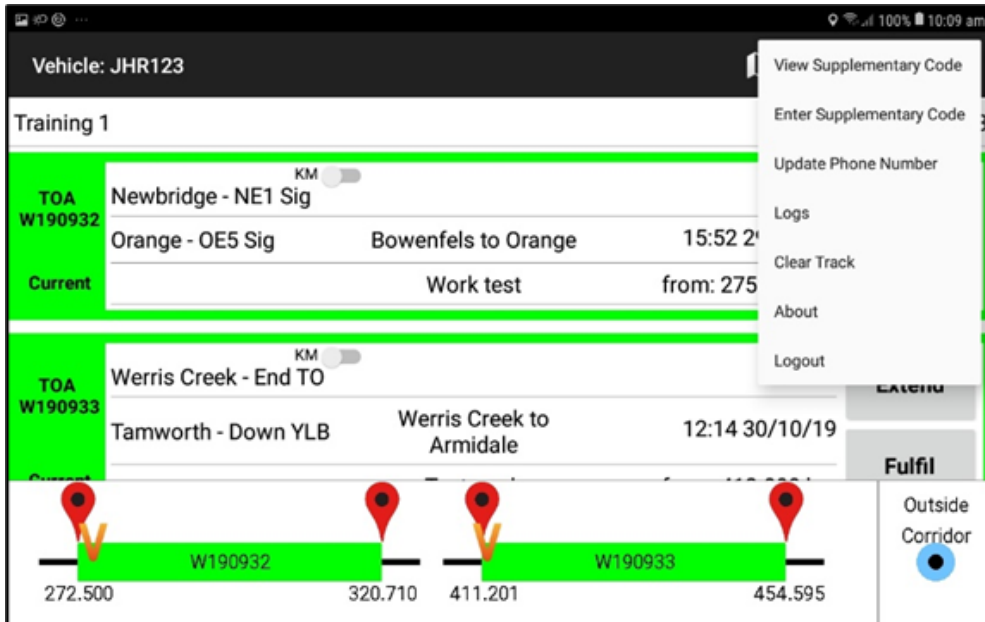 100% 10:09 am
Vehicle: JHR123
View Supplementary Code
Enter Supplementary Code
Update Phone Number
Logs
Clear Track
About
Logout
Training 1
TOA
W190932
Current
KM
Newbridge - NE1 Sig
Orange - OE5 Sig Bowenfels to Orange 15:52
Work test from: 275
TOA
W190933
KM
Werris Creek - End TO
Tamworth - Down YLB Werris Creek to
Armidale 12:14 30/10/19
Extend
Fulfil
W190932 W190933
272.500 320.710 411.201 454.595
Outside
Corridor